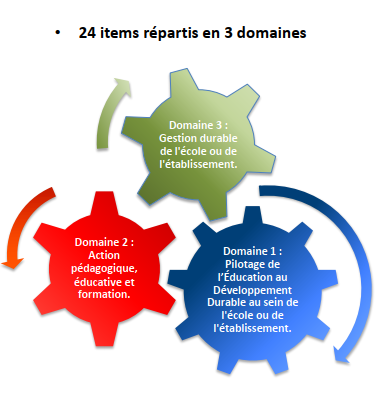 • 24 items répartis en 3 domaines
Domaine 3 :
Gestion durable
de l'école ou de
l'établissement.
Domaine 2 :
Action
pédagogique,
éducative et
formation.
Domaine 1 :
Pilotage de
l'Éducation au
Développement
Durable au sein de
l'école ou de
l'établissement.